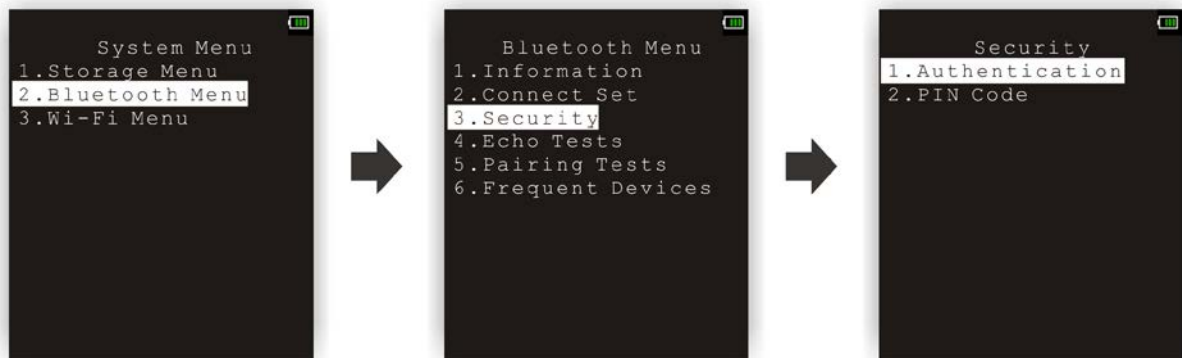 System Menu
1.Storage Menu
2.Bluetooth Menu
3.Wi-Fi Menu
Bluetooth Menu
1.Information
2.Connect Set
3.Security
4.Echo Tests
5.Pairing Tests
6.Frequent Devices
Security
1.Authentication
2.PIN Code